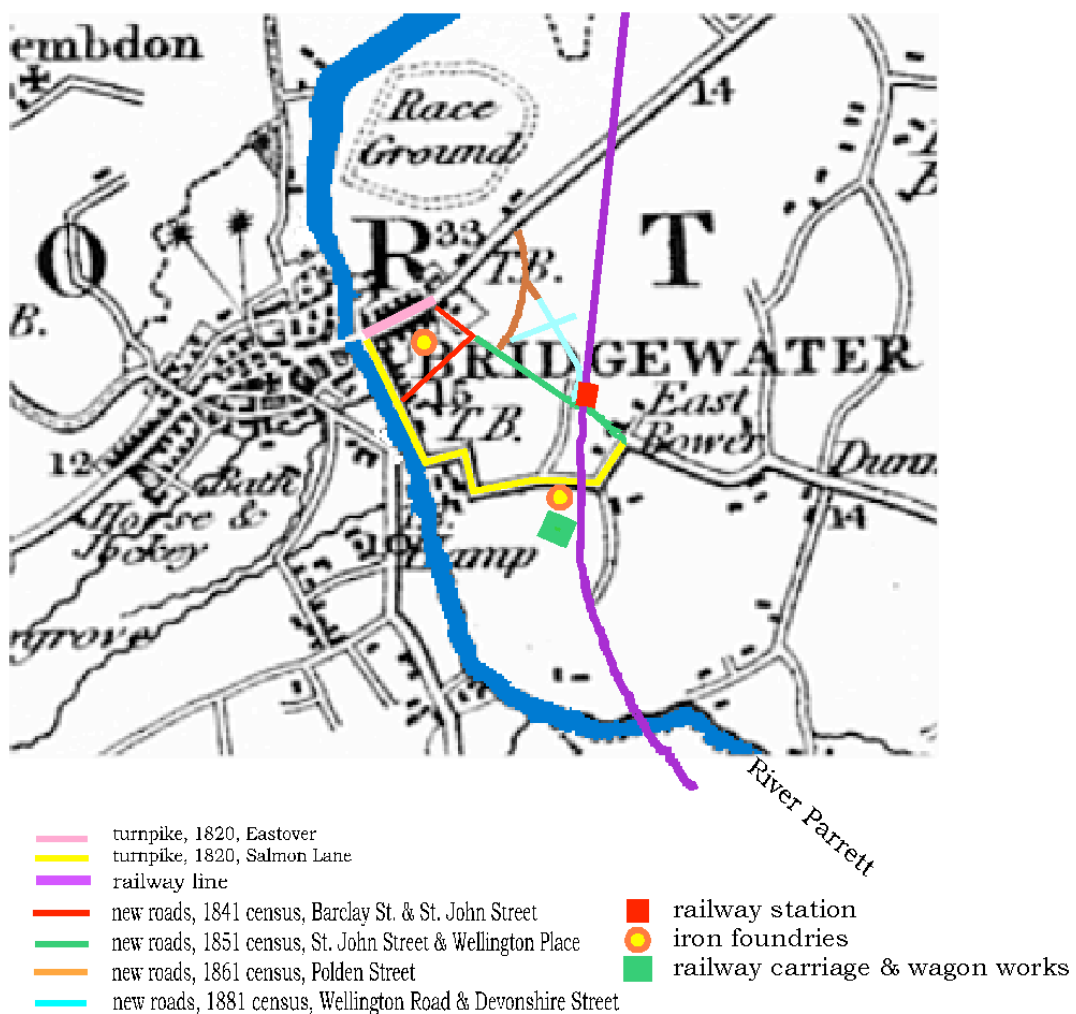 embdon
Race
Ground
14
O
R
33
T
T.B.
B.
BRIDGEWATER
15
T.B.
East
Bower
12
Bath
Horse &
Jockey
Dunn
14
10
grove
River Parrett
turnpike, 1820, Eastover
turnpike, 1820, Salmon Lane
railway line
new roads, 1841 census, Barclay St. & St. John Street
new roads, 1851 census, St. John Street & Wellington Place
new roads, 1861 census, Polden Street
new roads, 1881 census, Wellington Road & Devonshire Street
railway station
iron foundries
railway carriage & wagon works